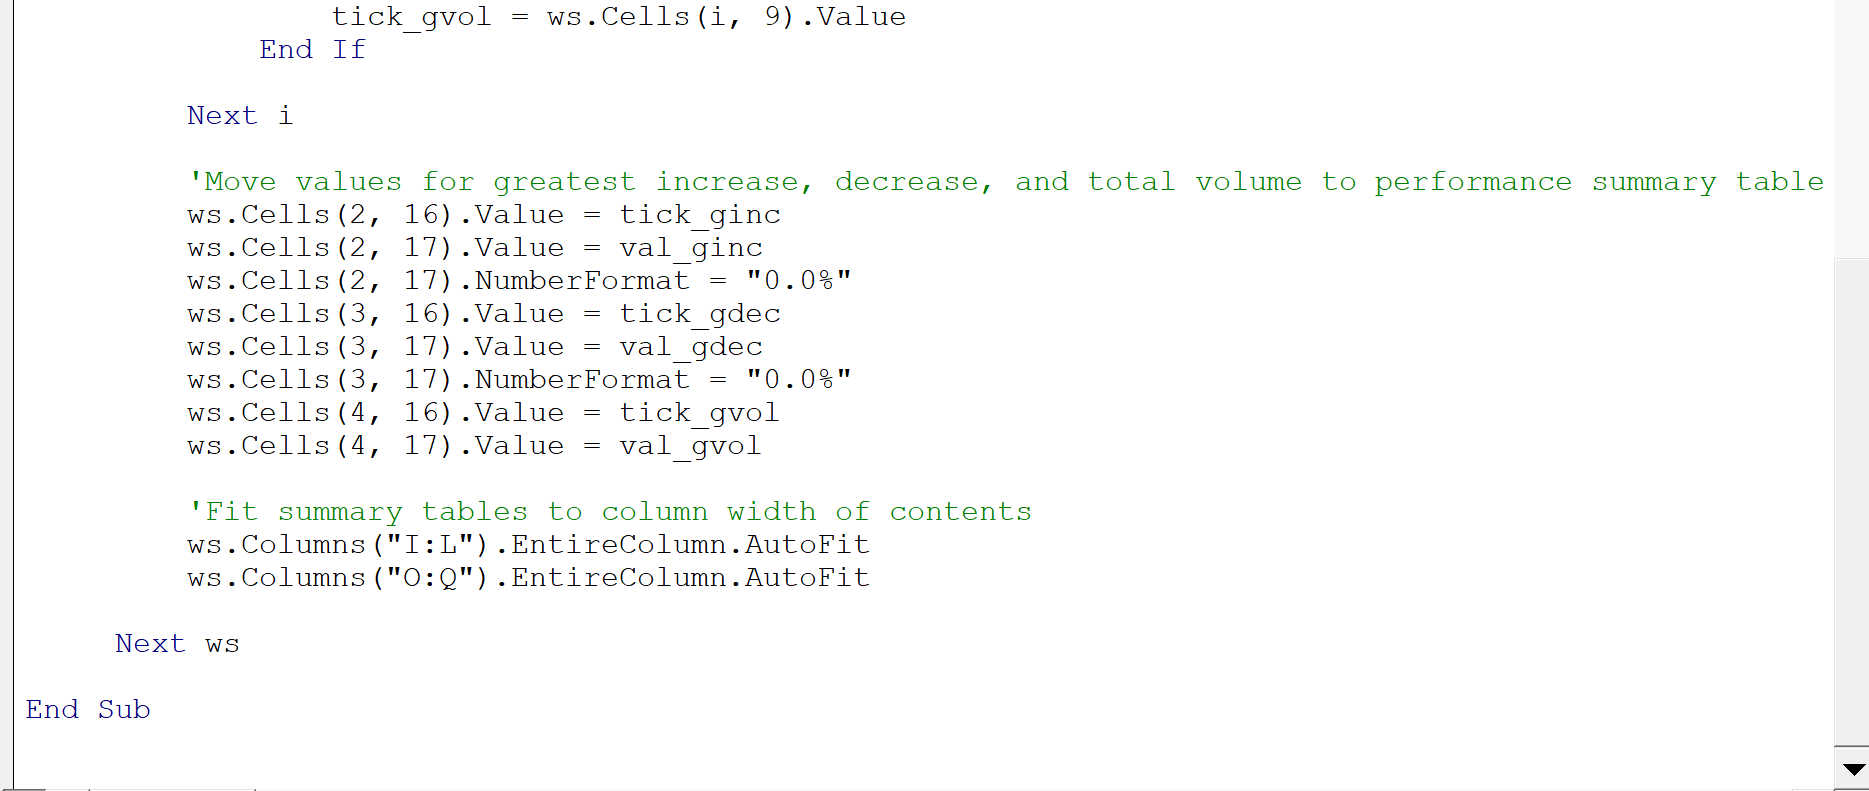 tick_gvol = ws.Cells(i, 9).Value
End If
Next i
'Move values for greatest increase, decrease, and total volume to performance summary table
ws.Cells(2, 16).Value = tick_ginc
ws.Cells(2, 17).Value = val_ginc
ws.Cells(2, 17).NumberFormat = "0.0%"
ws.Cells(3, 16).Value = tick_gdec
ws.Cells(3, 17).Value = val_gdec
ws.Cells(3, 17).NumberFormat = "0.0%"
ws.Cells(4, 16).Value = tick_gvol
ws.Cells(4, 17).Value = val_gvol
'Fit summary tables to column width of contents
ws.Columns("I:L").EntireColumn.AutoFit
ws.Columns("O:Q").EntireColumn.AutoFit
Next ws
End Sub